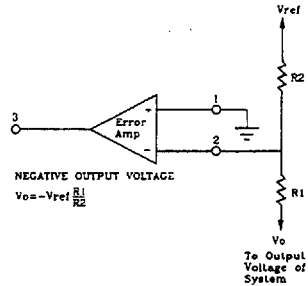 Vref
R2
1
+
3
Error
Amp
2
−
NEGATIVE OUTPUT VOLTAGE
Vo=-Vref R1/R2
R1
Vo
To Output
Voltage of
System